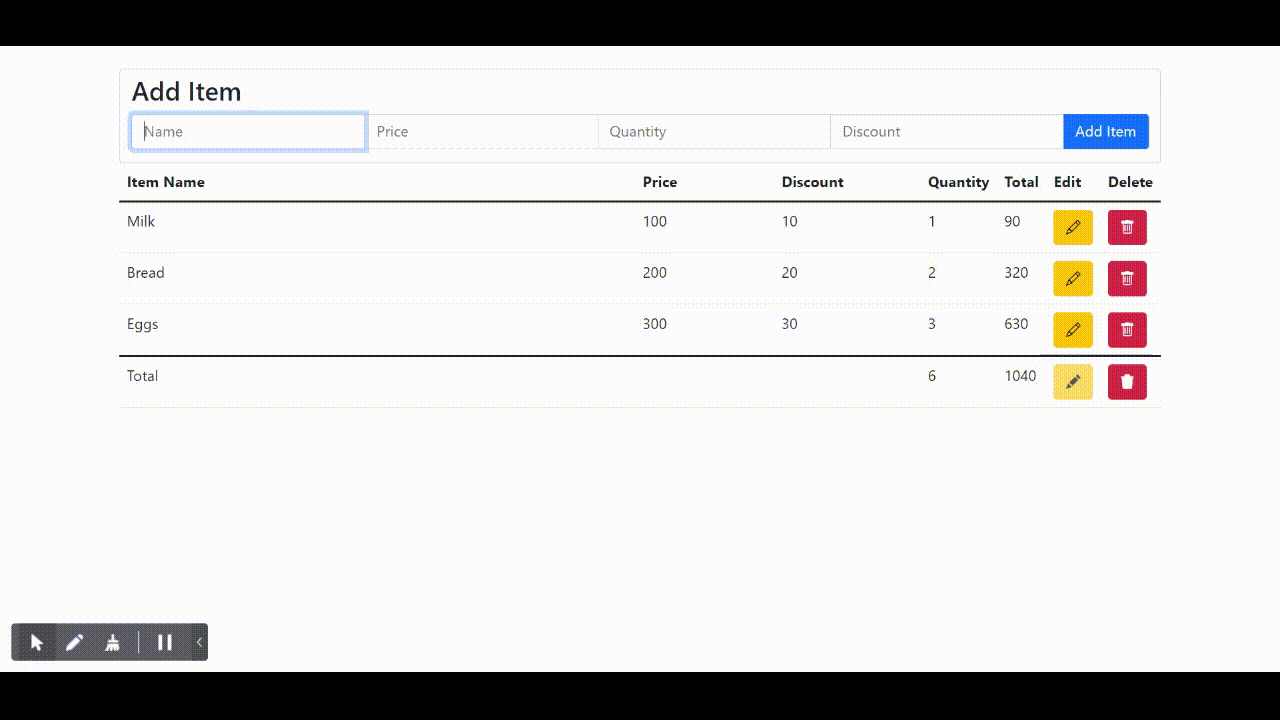 Add Item
Name Price Quantity Discount Add Item
Item Name Price Discount Quantity Total Edit Delete
Milk 100 10 1 90
Bread 200 20 2 320
Eggs 300 30 3 630
Total 6 1040